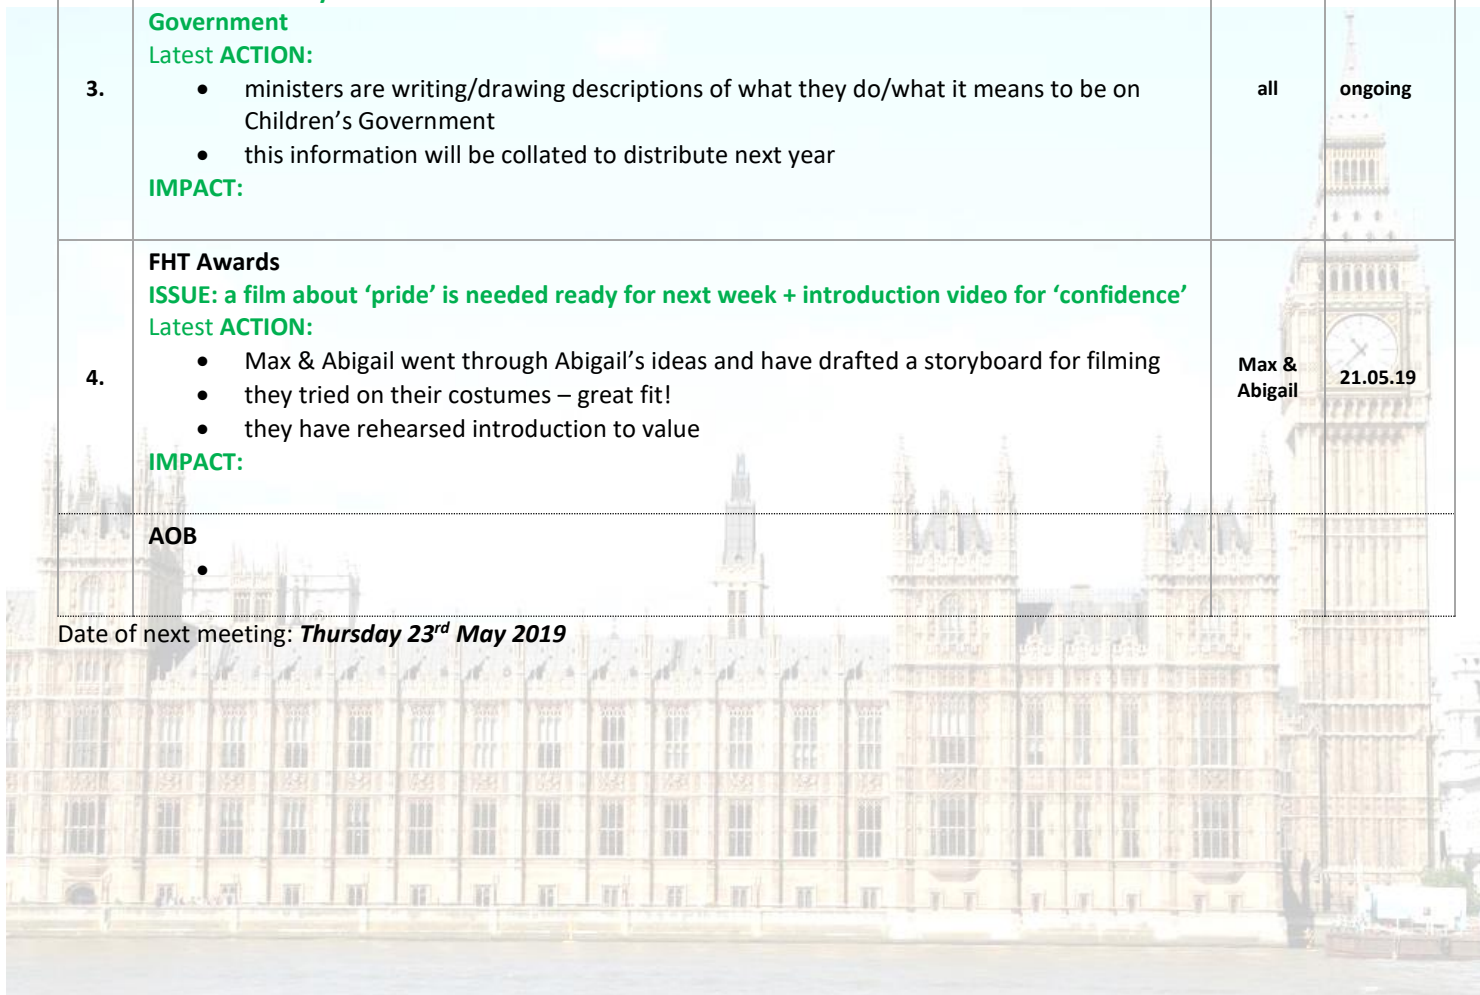 Government
Latest ACTION:
• ministers are writing/drawing descriptions of what they do/what it means to be on
Children’s Government
• this information will be collated to distribute next year
IMPACT:
3.
all
ongoing
FHT Awards
ISSUE: a film about ‘pride’ is needed ready for next week + introduction video for ‘confidence’
Latest ACTION:
• Max & Abigail went through Abigail’s ideas and have drafted a storyboard for filming
• they tried on their costumes – great fit!
• they have rehearsed introduction to value
IMPACT:
4.
Max &
Abigail
21.05.19
AOB
•
Date of next meeting: Thursday 23rd May 2019